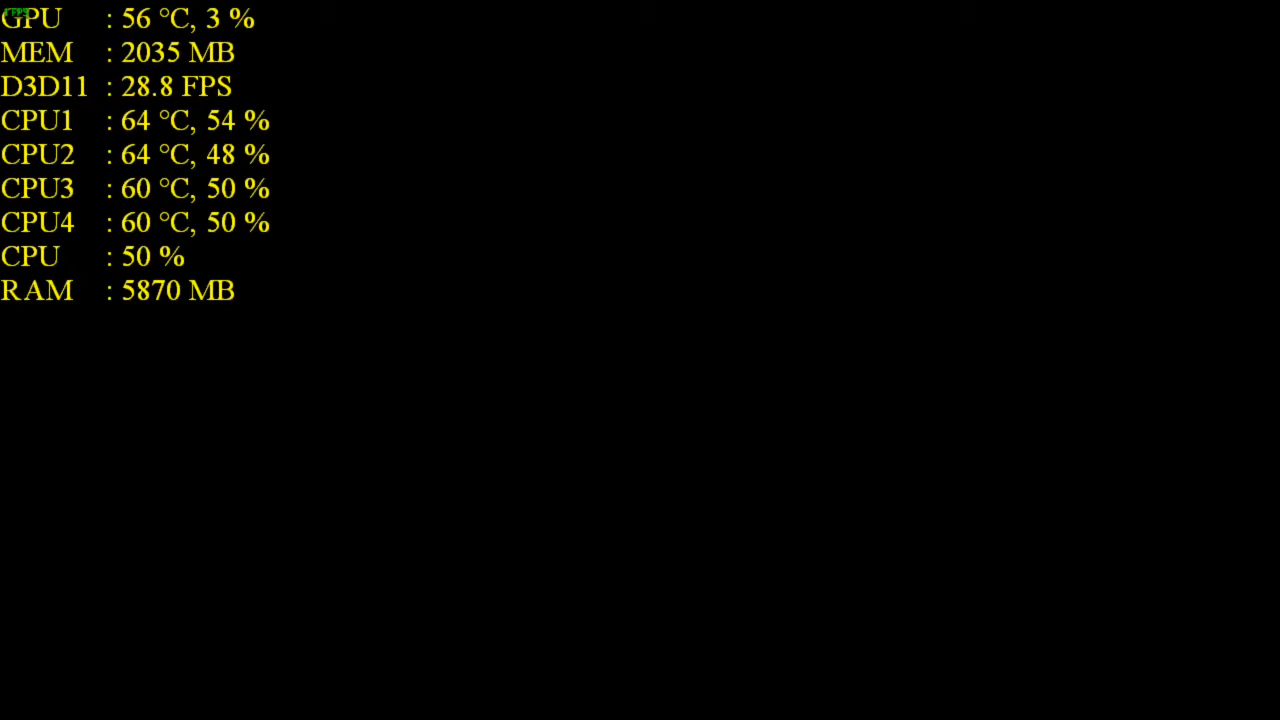 GPU : 56 °C, 3 %
MEM : 2035 MB
D3D11 : 28.8 FPS
CPU1 : 64 °C, 54 %
CPU2 : 64 °C, 48 %
CPU3 : 60 °C, 50 %
CPU4 : 60 °C, 50 %
CPU : 50 %
RAM : 5870 MB